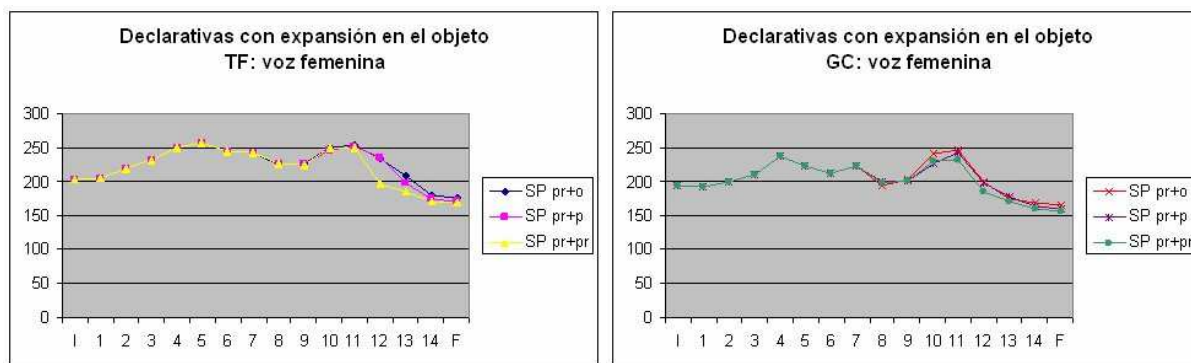 Declarativas con expansión en el objeto
TF: voz femenina
300
250
200
150
100
50
0
I 1 2 3 4 5 6 7 8 9 10 11 12 13 14 F
SP pr+o
SP pr+p
SP pr+pr
Declarativas con expansión en el objeto
GC: voz femenina
300
250
200
150
100
50
0
I 1 2 3 4 5 6 7 8 9 10 11 12 13 14 F
SP pr+o
SP pr+p
SP pr+pr